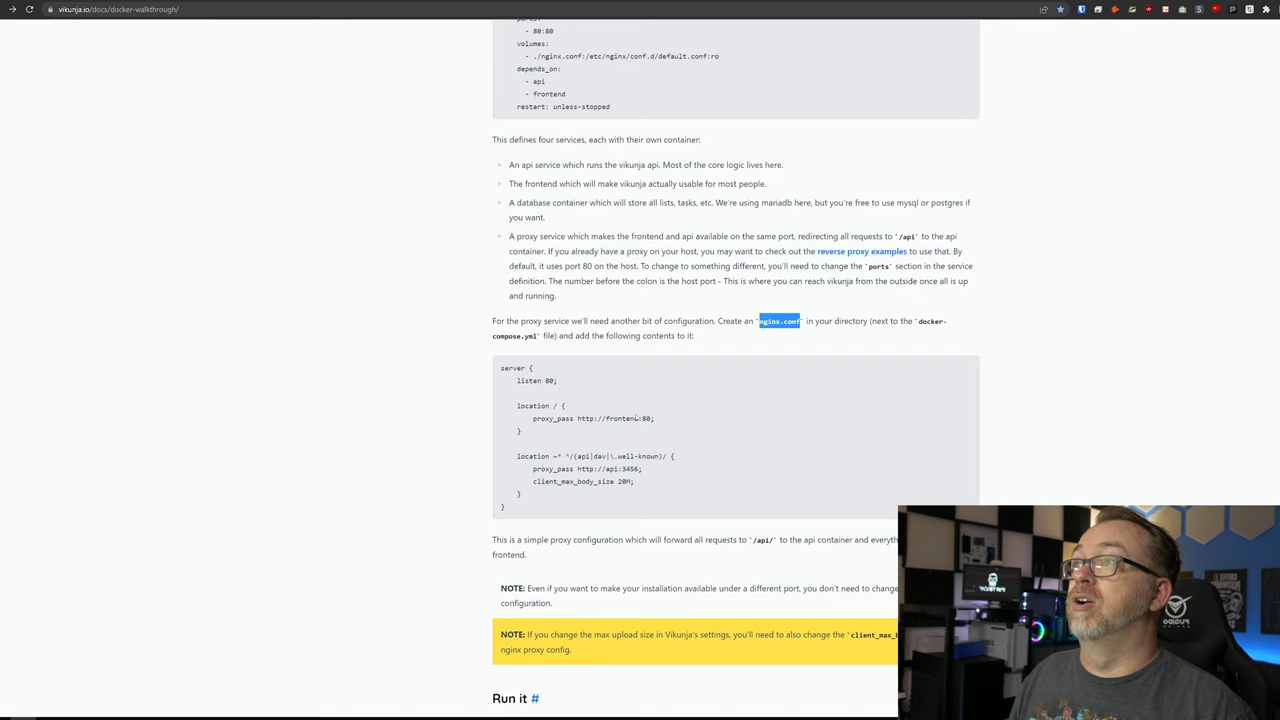 vikunja.io/docs/docker-walkthrough/
- 80:80
volumes:
- ./nginx.conf:/etc/nginx/conf.d/default.conf:ro
depends_on:
- api
- frontend
restart: unless-stopped
This defines four services, each with their own container:
An api service which runs the vikunja api. Most of the core logic lives here.
The frontend which will make vikunja actually usable for most people.
A database container which will store all lists, tasks, etc. We're using mariadb here, but you're free to use mysql or postgres if
you want.
A proxy service which makes the frontend and api available on the same port, redirecting all requests to `/api` to the api
container. If you already have a proxy on your host, you may want to check out the reverse proxy examples to use that. By
default, it uses port 80 on the host. To change to something different, you'll need to change the `ports` section in the service
definition. The number before the colon is the host port - This is where you can reach vikunja from the outside once all is up
and running.
For the proxy service we'll need another bit of configuration. Create an `nginx.conf` in your directory (next to the `docker-
compose.yml` file) and add the following contents to it:
server {
listen 80;
location / {
proxy_pass http://frontend:80;
}
location ~* ^/(api|dav|\.well-known)/ {
proxy_pass http://api:3456;
client_max_body_size 20M;
}
}
This is a simple proxy configuration which will forward all requests to `/api/` to the api container and everyth
frontend.
NOTE: Even if you want to make your installation available under a different port, you don't need to change
configuration.
NOTE: If you change the max upload size in Vikunja's settings, you'll need to also change the `client_max_b
nginx proxy config.
Run it #